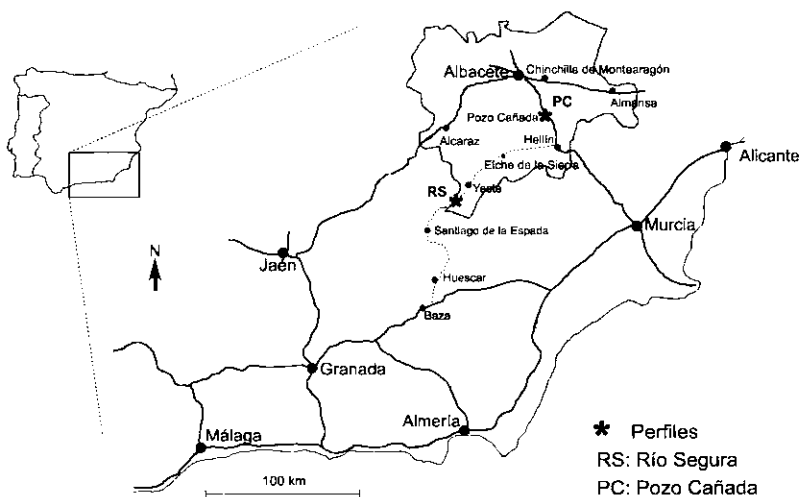 Albacete
Chinchilla de Montearagón
PC
Almansa
Pozo Cañada
Alcaraz
Hellín
Alicante
Elche de la Sierra
Yeste
RS
Murcia
Santiago de la Espada
N
Jaén
Huescar
Baza
Granada
Almería
Málaga
Perfiles
RS: Río Segura
100 km
PC: Pozo Cañada